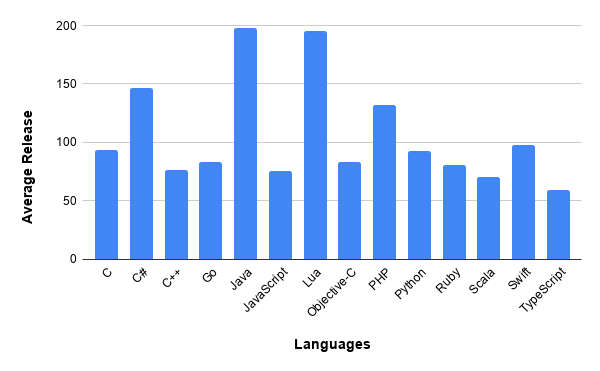 200
150
100
50
0
Average Release
C
C#
C++
Go
Java
JavaScript
Lua
Objective-C
PHP
Python
Ruby
Scala
Swift
TypeScript
Languages